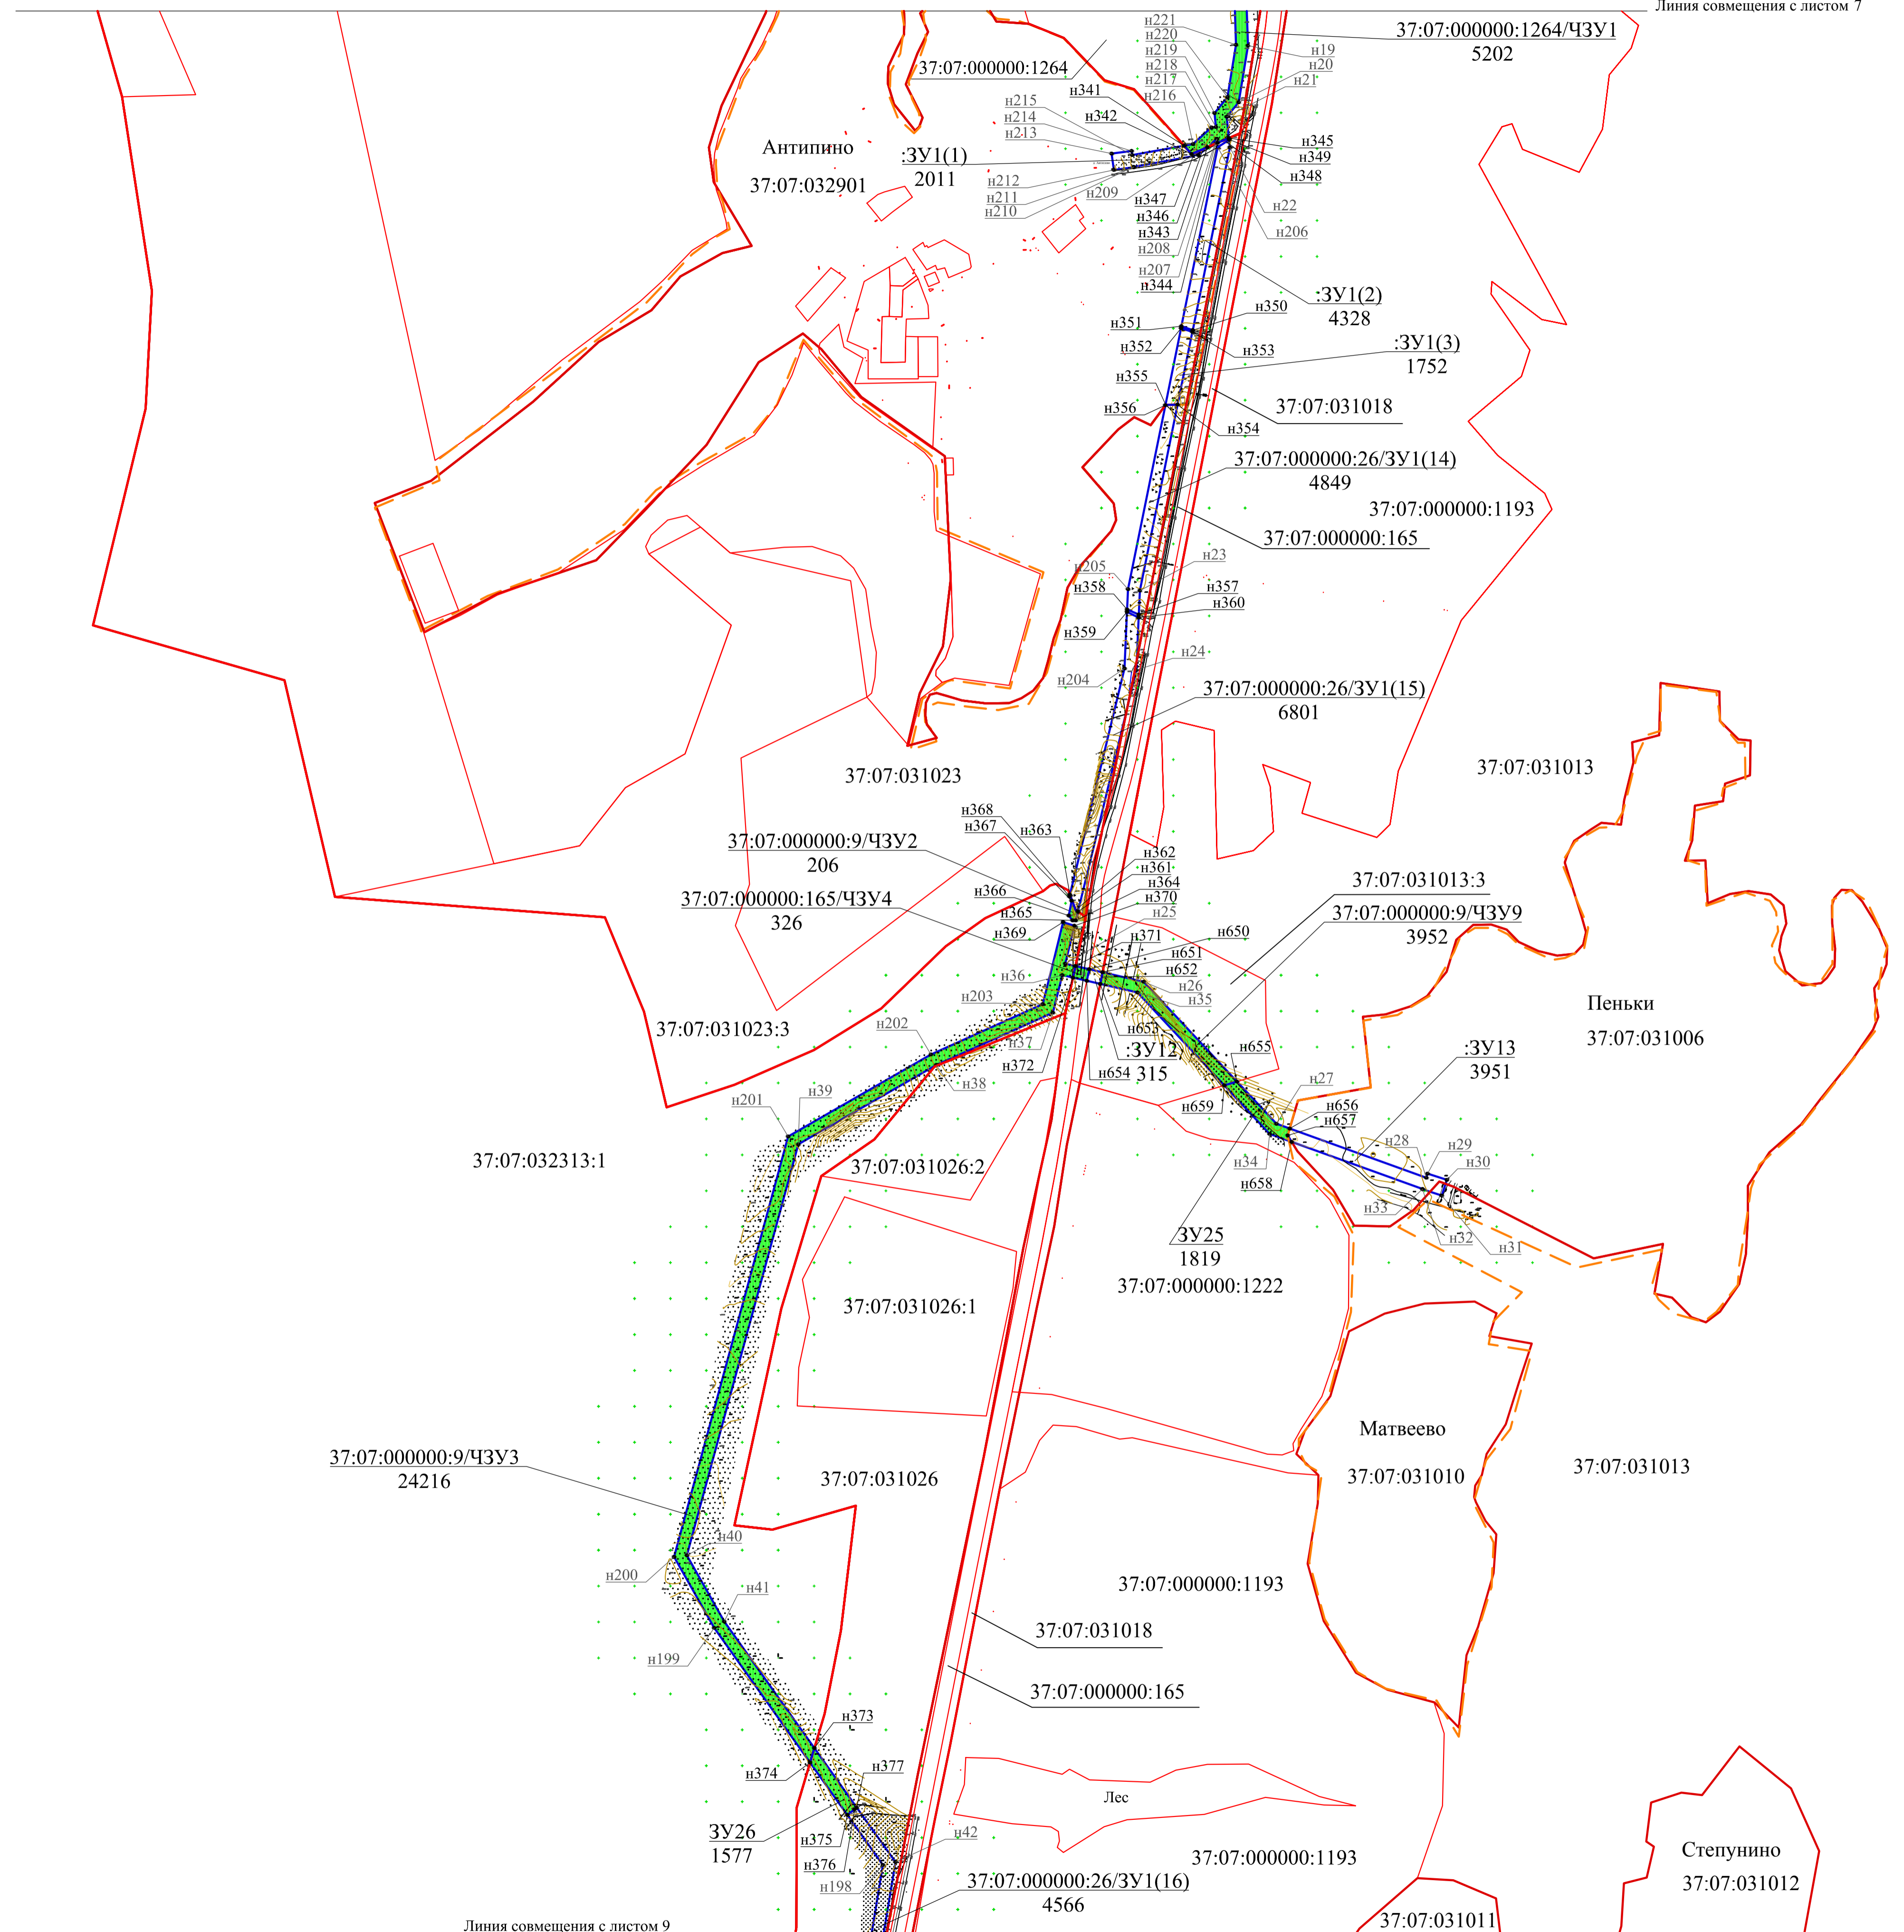 Линия совмещения с листом 7
н221
н220
н219
н218
н217
н216
37:07:000000:1264/ЧЗУ1
5202
н19
н20
н21
37:07:000000:1264
н341
н342
н215
н214
н213
Антипино
37:07:032901
:ЗУ1(1)
2011
н212
н211
н210
н209
н347
н346
н343
н208
н207
н344
н345
н349
н348
н22
н206
:ЗУ1(2)
4328
н350
н351
н352
н353
:ЗУ1(3)
1752
н355
н356
н354
37:07:031018
37:07:000000:26/ЗУ1(14)
4849
37:07:000000:1193
37:07:000000:165
н23
н205
н358
н357
н360
н359
н24
н204
37:07:000000:26/ЗУ1(15)
6801
37:07:031023
37:07:031013
н368
н367
н363
37:07:000000:9/ЧЗУ2
206
н362
н361
н364
н370
н25
н366
н365
н369
37:07:000000:165/ЧЗУ4
326
37:07:031013:3
37:07:000000:9/ЧЗУ9
3952
н371
н650
н651
н652
н26
н35
н36
н203
н202
н37
н372
н38
37:07:031023:3
н653
:ЗУ12
315
н654
н655
н659
Пеньки
37:07:031006
:ЗУ13
3951
н27
н656
н657
н28
н29
н30
н34
н658
н33
н32
н31
н201
н39
37:07:032313:1
37:07:031026:2
ЗУ25
1819
37:07:000000:1222
37:07:031026:1
Матвеево
37:07:031010
37:07:031013
37:07:000000:9/ЧЗУ3
24216
37:07:031026
н40
н200
н41
н199
37:07:000000:1193
37:07:031018
37:07:000000:165
н373
н374
н377
Лес
ЗУ26
1577
н375
н376
н42
н198
37:07:000000:1193
37:07:000000:26/ЗУ1(16)
4566
Степунино
37:07:031012
37:07:031011
Линия совмещения с листом 9